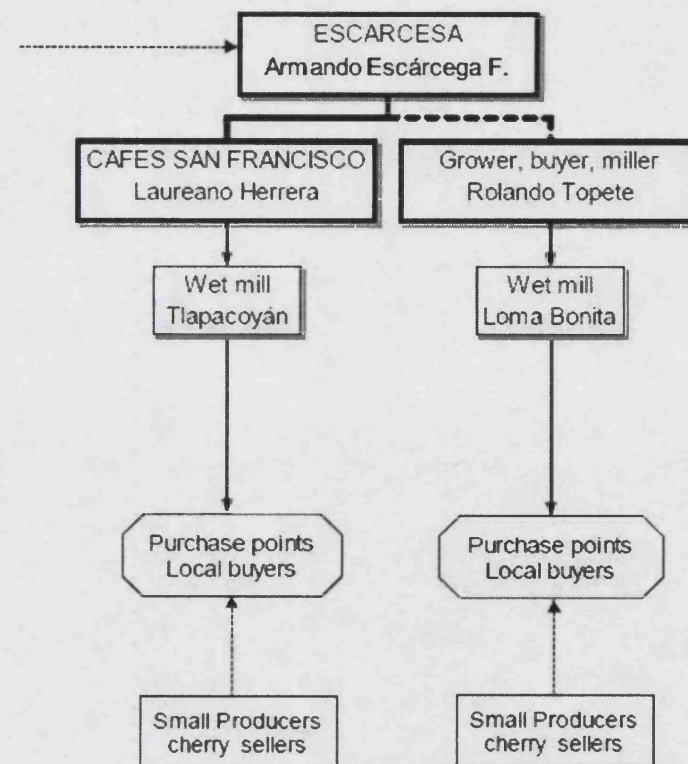 ESCARCESA
Armando Escárcega F.
CAFES SAN FRANCISCO
Laureano Herrera
Grower, buyer, miller
Rolando Topete
Wet mill
Tlapacoyán
Wet mill
Loma Bonita
Purchase points
Local buyers
Purchase points
Local buyers
Small Producers
cherry sellers
Small Producers
cherry sellers